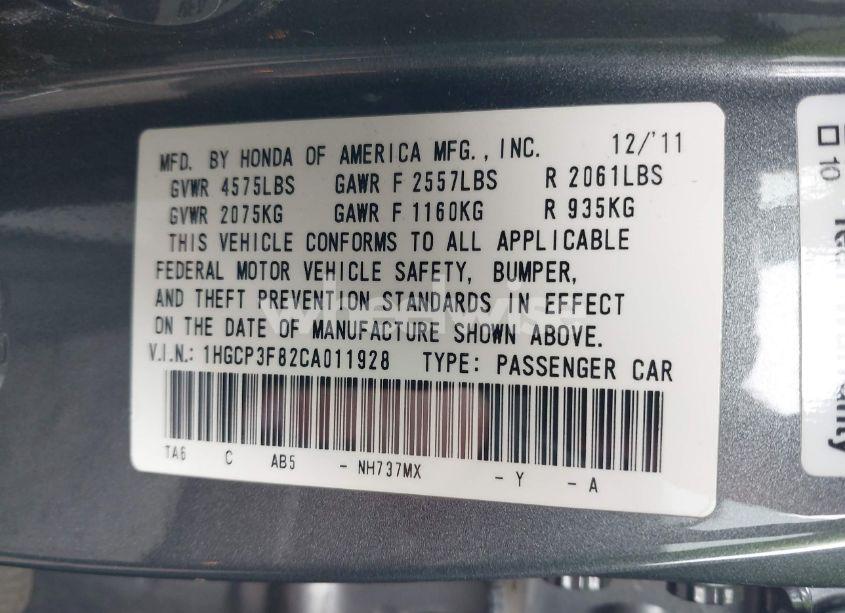 MFD. BY HONDA OF AMERICA MFG., INC. 12/'11
GVWR 4575LBS GAWR F 2557LBS R 2061LBS
GVWR 2075KG GAWR F 1160KG R 935KG
THIS VEHICLE CONFORMS TO ALL APPLICABLE
FEDERAL MOTOR VEHICLE SAFETY, BUMPER,
AND THEFT PREVENTION STANDARDS IN EFFECT
ON THE DATE OF MANUFACTURE SHOWN ABOVE.
V.I.N.: 1HGCP3F82CA011928 TYPE: PASSENGER CAR
TA6 C AB5 - NH737MX - Y - A
10